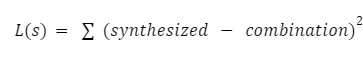 L(s) = Σ (synthesized − combination)²